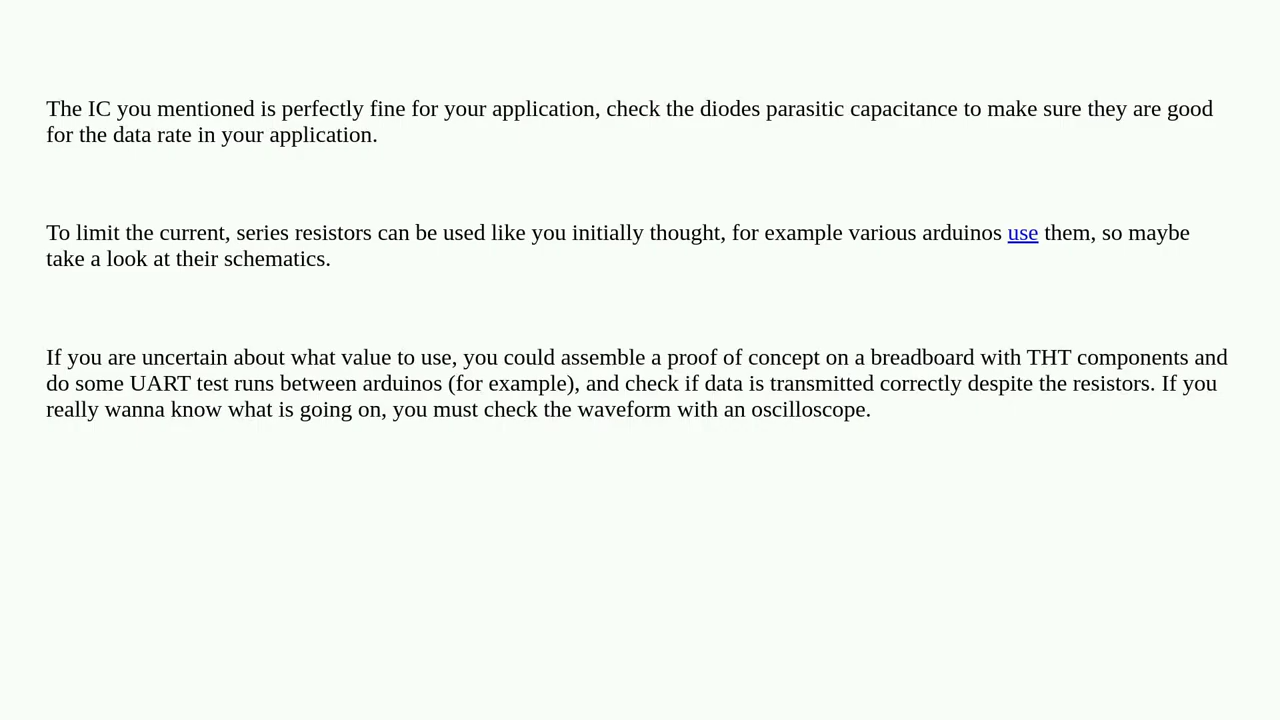 The IC you mentioned is perfectly fine for your application, check the diodes parasitic capacitance to make sure they are good
for the data rate in your application.
To limit the current, series resistors can be used like you initially thought, for example various arduinos use them, so maybe
take a look at their schematics.
If you are uncertain about what value to use, you could assemble a proof of concept on a breadboard with THT components and
do some UART test runs between arduinos (for example), and check if data is transmitted correctly despite the resistors. If you
really wanna know what is going on, you must check the waveform with an oscilloscope.